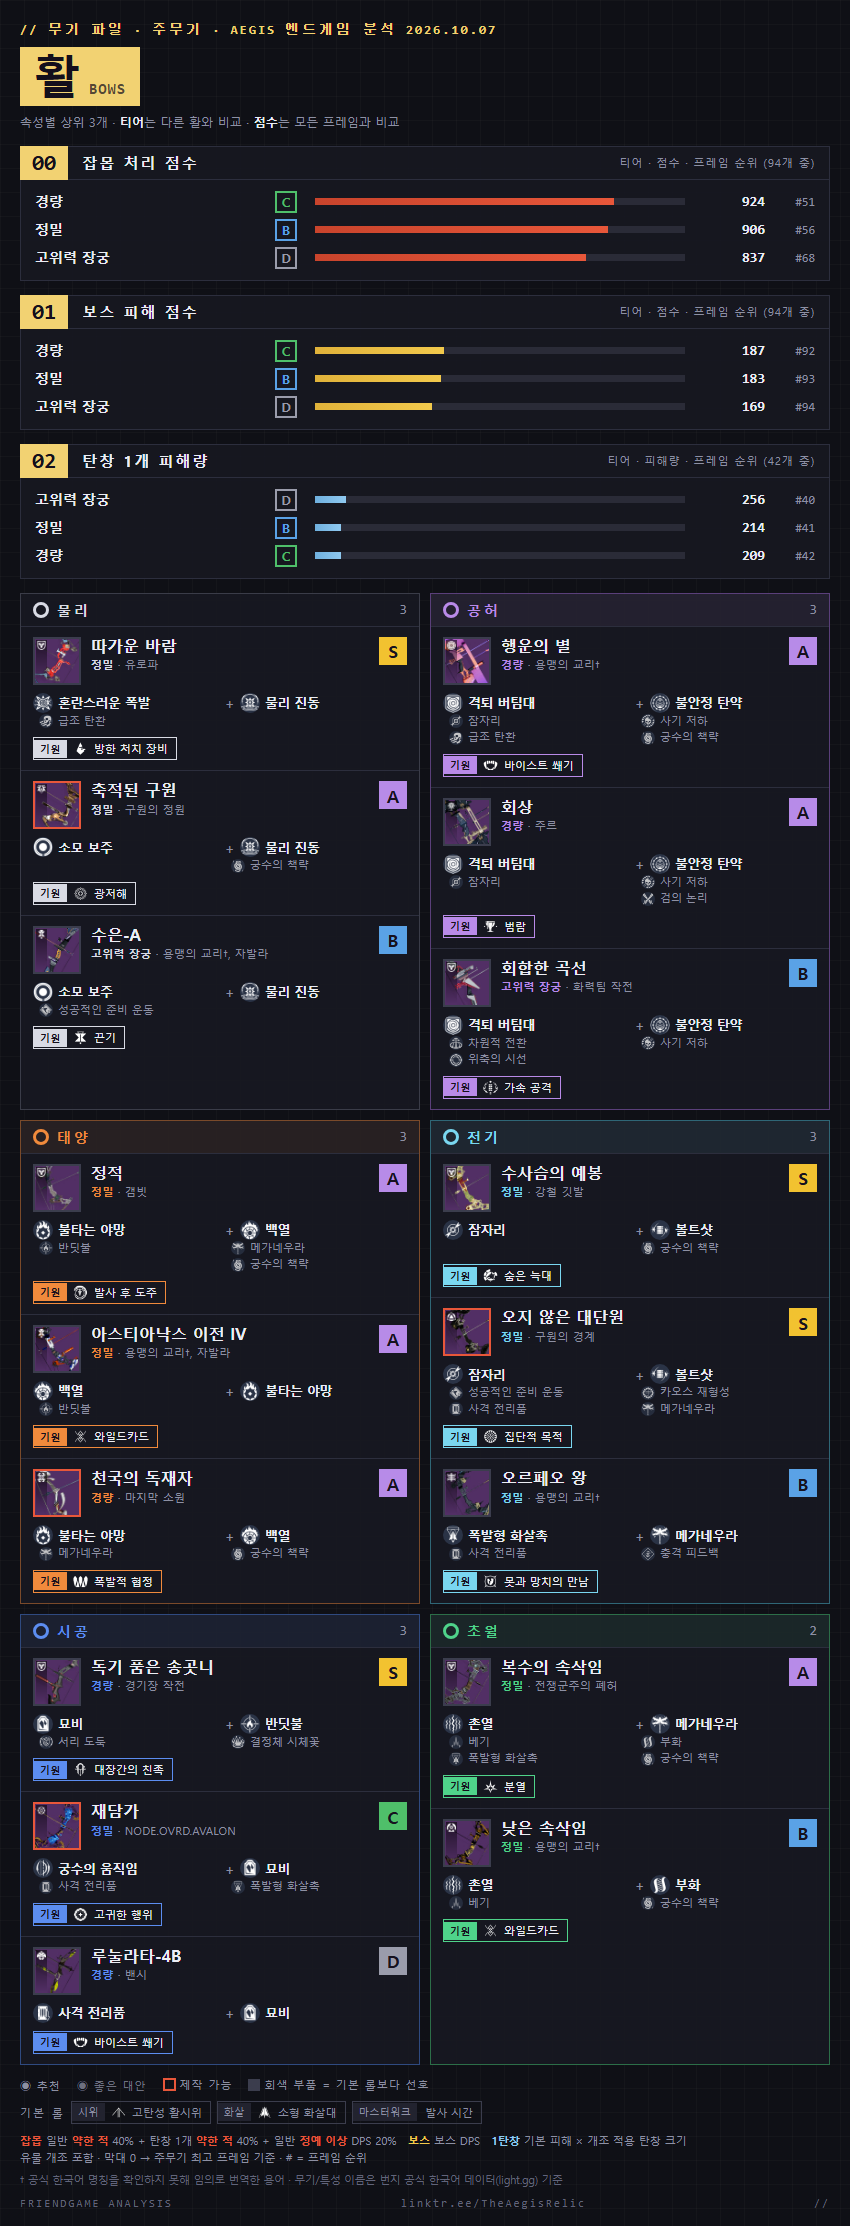 // 무기 파일 · 주무기 · AEGIS 엔드게임 분석 2026.10.07
활 BOWS
속성별 상위 3개 · 티어는 다른 활과 비교 · 점수는 모든 프레임과 비교
00 잡몹 처리 점수 티어 · 점수 · 프레임 순위 (94개 중)
경량 C 924 #51
정밀 B 906 #56
고위력 장궁 D 837 #68
01 보스 피해 점수 티어 · 점수 · 프레임 순위 (94개 중)
경량 C 187 #92
정밀 B 183 #93
고위력 장궁 D 169 #94
02 탄창 1개 피해량 티어 · 피해량 · 프레임 순위 (42개 중)
고위력 장궁 D 256 #40
정밀 B 214 #41
경량 C 209 #42
물리 3
따가운 바람 S
정밀 · 유로파
혼란스러운 폭발 + 물리 진동
급조 탄환
기원 방한 처치 장비
축적된 구원 A
정밀 · 구원의 정원
소모 보주 + 물리 진동
궁수의 책략
기원 광저해
수은-A B
고위력 장궁 · 용맹의 교리†, 자발라
소모 보주 + 물리 진동
성공적인 준비 운동
기원 끈기
공허 3
행운의 별 A
경량 · 용맹의 교리†
격퇴 버팀대 + 불안정 탄약
잠자리 사기 저하
급조 탄환 궁수의 책략
기원 바이스트 쐐기
회상 A
경량 · 주르
격퇴 버팀대 + 불안정 탄약
잠자리 사기 저하
검의 논리
기원 범람
회합한 곡선 B
고위력 장궁 · 화력팀 작전
격퇴 버팀대 + 불안정 탄약
차원적 전환 사기 저하
위축의 시선
기원 가속 공격
태양 3
정적 A
정밀 · 갬빗
불타는 야망 + 백열
반딧불 메가네우라
궁수의 책략
기원 발사 후 도주
아스티아낙스 이전 IV A
정밀 · 용맹의 교리†, 자발라
백열 + 불타는 야망
반딧불
기원 와일드카드
천국의 독재자 A
경량 · 마지막 소원
불타는 야망 + 백열
메가네우라 궁수의 책략
기원 폭발적 협정
전기 3
수사슴의 예봉 S
정밀 · 강철 깃발
잠자리 + 볼트샷
궁수의 책략
기원 숨은 늑대
오지 않은 대단원 S
정밀 · 구원의 경계
잠자리 + 볼트샷
성공적인 준비 운동 카오스 재형성
사격 전리품 메가네우라
기원 집단적 목적
오르페오 왕 B
정밀 · 용맹의 교리†
폭발형 화살촉 + 메가네우라
사격 전리품 충격 피드백
기원 못과 망치의 만남
시공 3
독기 품은 송곳니 S
경량 · 경기장 작전
묘비 + 반딧불
서리 도둑 결정체 시체꽃
기원 대장간의 친족
재담가 C
정밀 · NODE.OVRD.AVALON
궁수의 움직임 + 묘비
사격 전리품 폭발형 화살촉
기원 고귀한 행위
루눌라타-4B D
경량 · 밴시
사격 전리품 + 묘비
기원 바이스트 쐐기
초월 2
복수의 속삭임 A
정밀 · 전쟁군주의 폐허
촌열 + 메가네우라
베기 부화
폭발형 화살촉 궁수의 책략
기원 분열
낮은 속삭임 B
정밀 · 용맹의 교리†
촌열 + 부화
베기 궁수의 책략
기원 와일드카드
추천 좋은 대안 제작 가능 회색 부품 = 기본 롤보다 선호
기본 롤 시위 고탄성 활시위 화살 소형 화살대 마스터워크 발사 시간
잡몹 일반 약한 적 40% + 탄창 1개 약한 적 40% + 일반 정예 이상 DPS 20% 보스 보스 DPS 1탄창 기본 피해 × 개조 적용 탄창 크기
유물 개조 포함 · 막대 0 → 주무기 최고 프레임 기준 · # = 프레임 순위
† 공식 한국어 명칭을 확인하지 못해 임의로 번역한 용어 · 무기/특성 이름은 번지 공식 한국어 데이터(light.gg) 기준
FRIENDGAME ANALYSIS linktr.ee/TheAegisRelic //